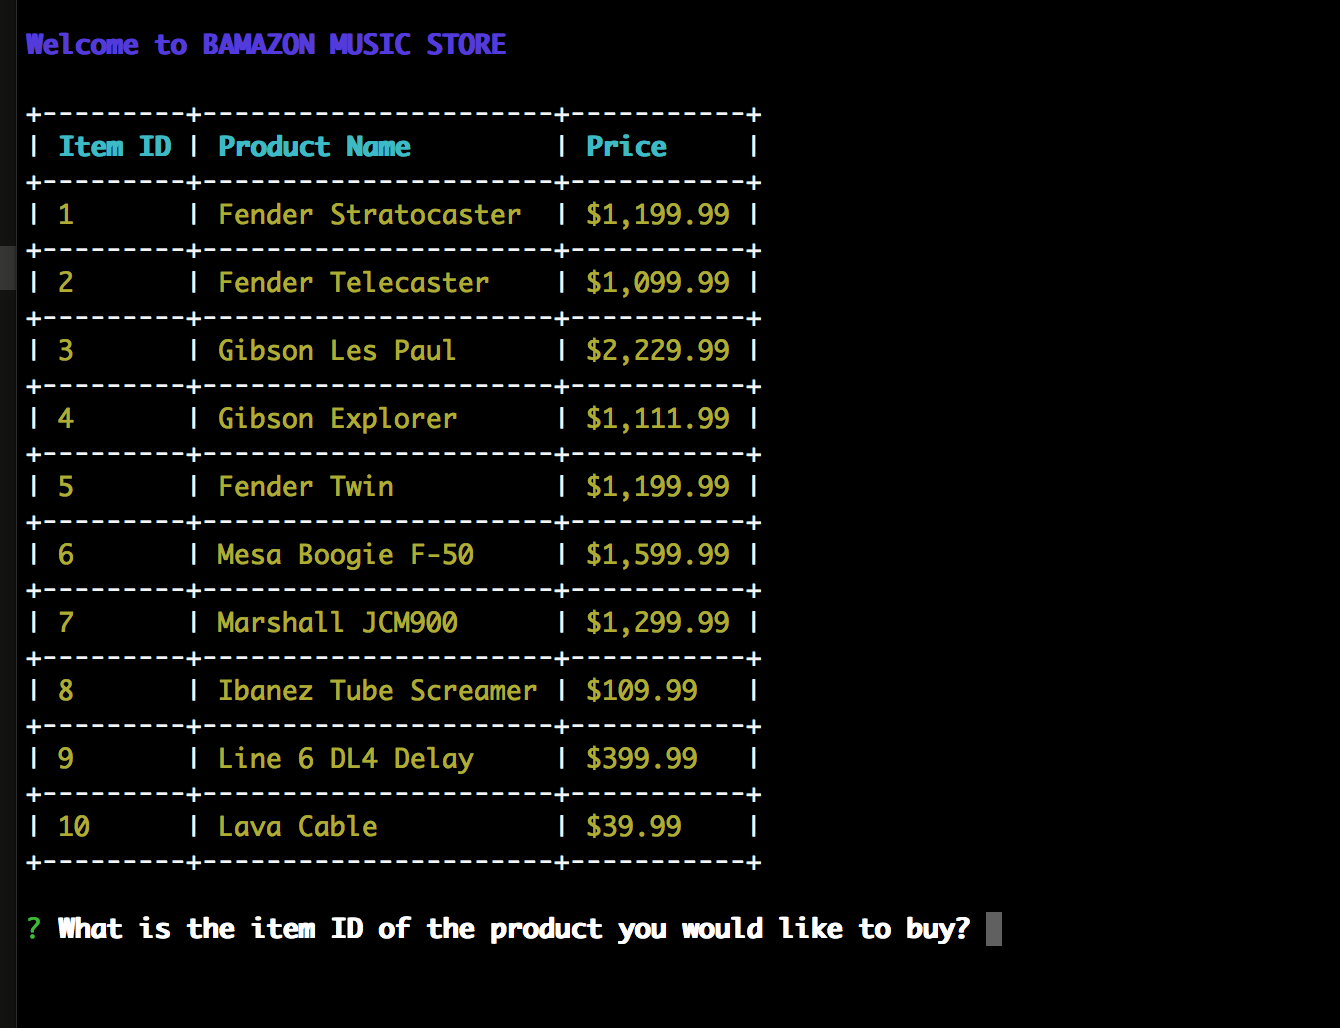 Welcome to BAMAZON MUSIC STORE
+---------+----------------------+-----------+
| Item ID | Product Name         | Price     |
+---------+----------------------+-----------+
| 1       | Fender Stratocaster  | $1,199.99 |
+---------+----------------------+-----------+
| 2       | Fender Telecaster    | $1,099.99 |
+---------+----------------------+-----------+
| 3       | Gibson Les Paul      | $2,229.99 |
+---------+----------------------+-----------+
| 4       | Gibson Explorer      | $1,111.99 |
+---------+----------------------+-----------+
| 5       | Fender Twin          | $1,199.99 |
+---------+----------------------+-----------+
| 6       | Mesa Boogie F-50     | $1,599.99 |
+---------+----------------------+-----------+
| 7       | Marshall JCM900      | $1,299.99 |
+---------+----------------------+-----------+
| 8       | Ibanez Tube Screamer | $109.99   |
+---------+----------------------+-----------+
| 9       | Line 6 DL4 Delay     | $399.99   |
+---------+----------------------+-----------+
| 10      | Lava Cable           | $39.99    |
+---------+----------------------+-----------+
? What is the item ID of the product you would like to buy?